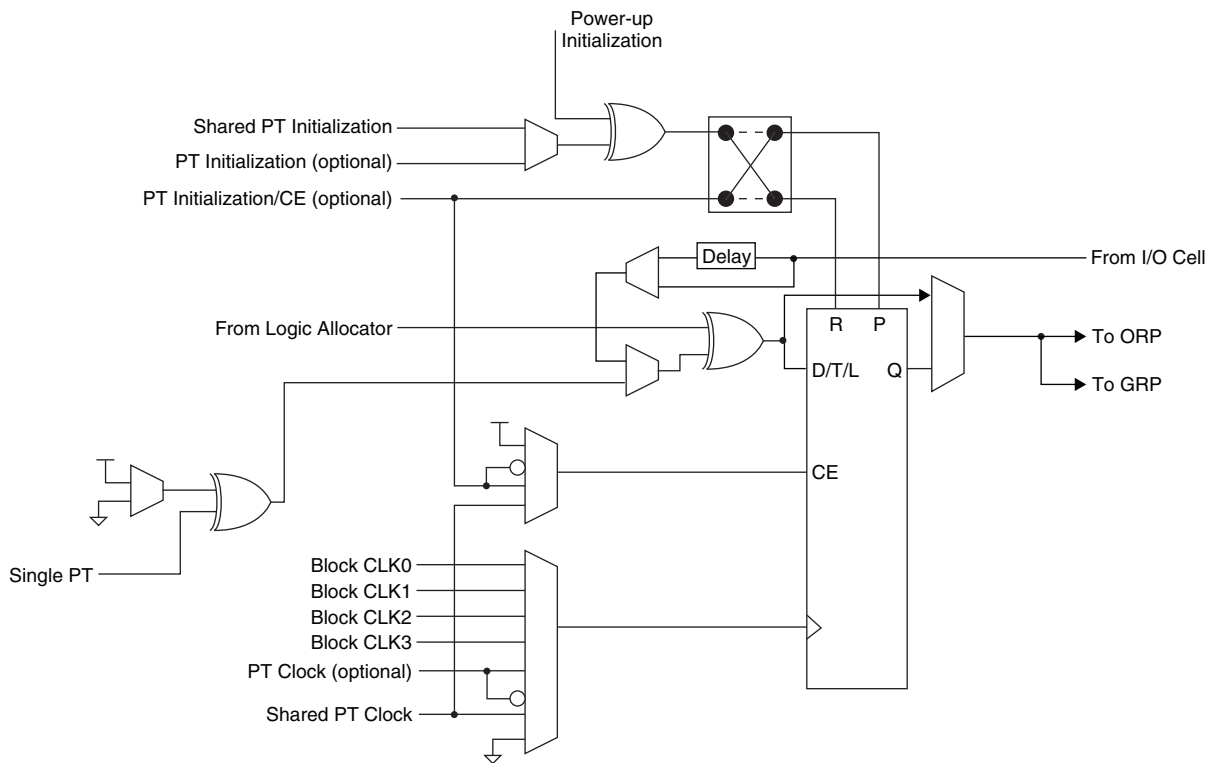 Power-up
Initialization
Shared PT Initialization
PT Initialization (optional)
PT Initialization/CE (optional)
Delay
From I/O Cell
From Logic Allocator
R P
To ORP
D/T/L Q
To GRP
CE
Single PT
Block CLK0
Block CLK1
Block CLK2
Block CLK3
PT Clock (optional)
Shared PT Clock